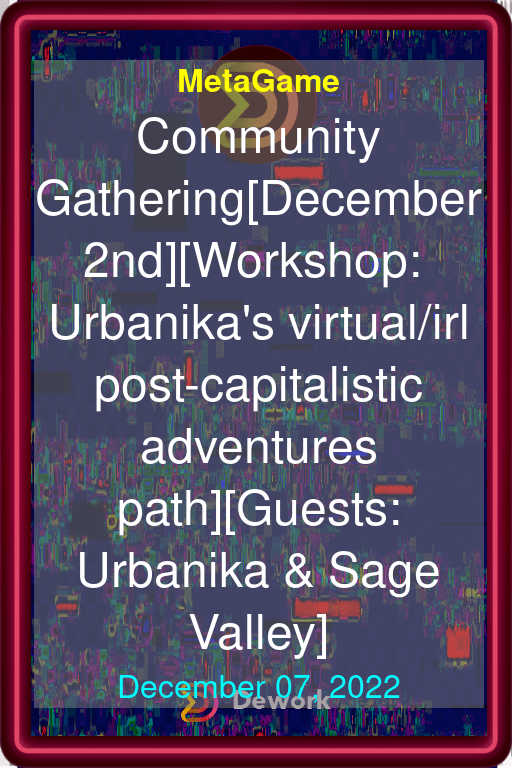 MetaGame
Community
Gathering[December
2nd][Workshop:
Urbanika's virtual/irl
post-capitalistic
adventures
path][Guests:
Urbanika & Sage
Valley]
December 07, 2022
Dework